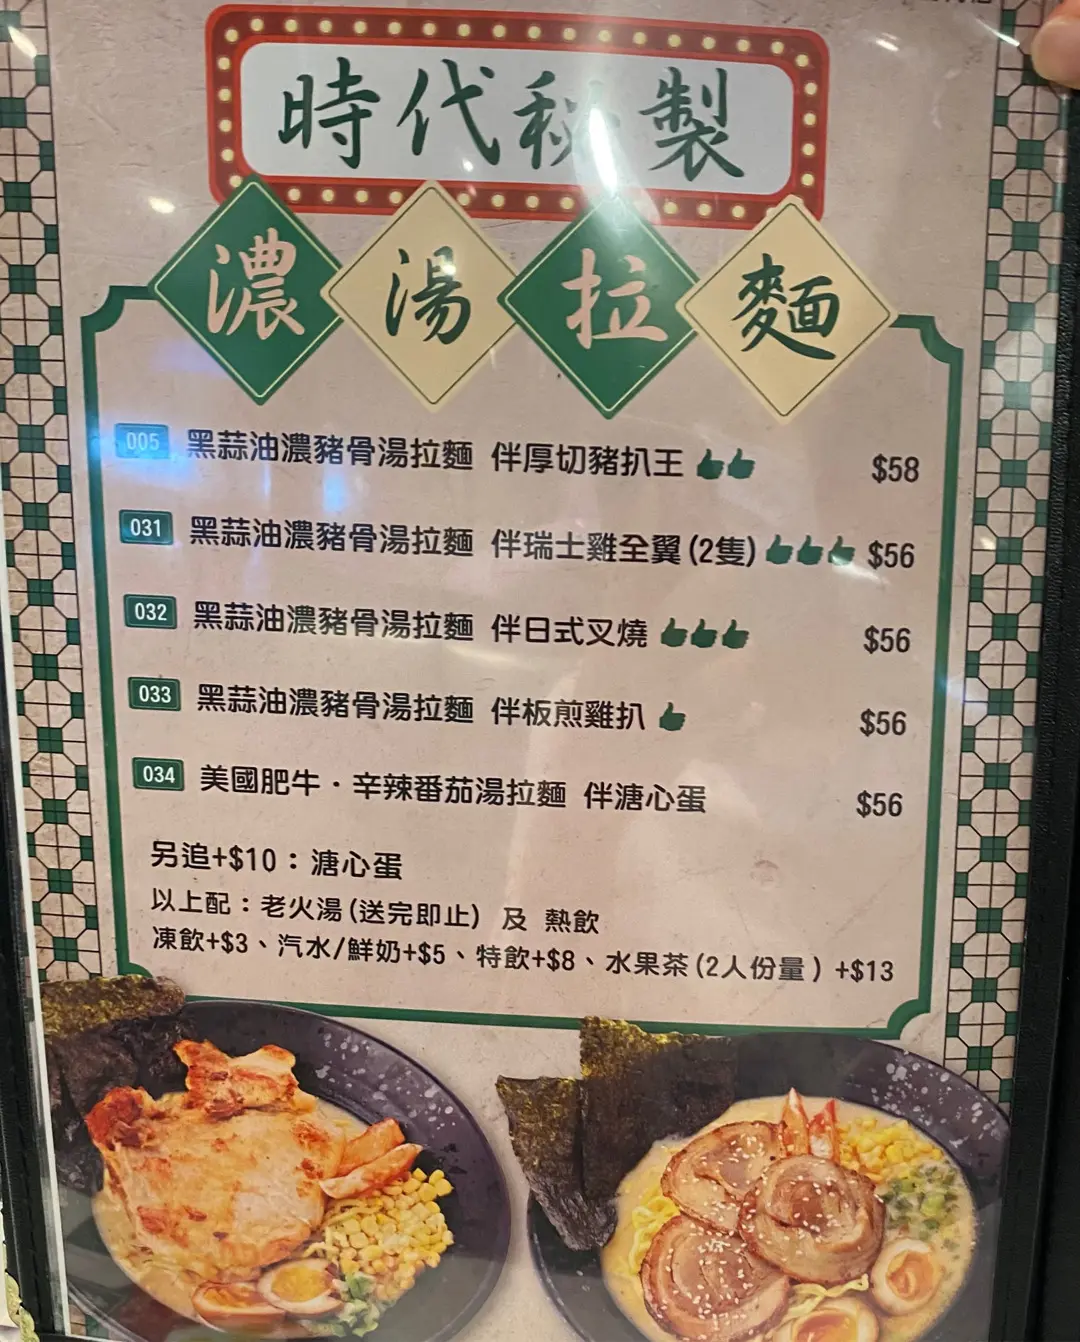 時代秘製
濃湯拉麵
005 黑蒜油濃豬骨湯拉麵 伴厚切豬扒王 $58
031 黑蒜油濃豬骨湯拉麵 伴瑞士雞全翼(2隻) $56
032 黑蒜油濃豬骨湯拉麵 伴日式叉燒 $56
033 黑蒜油濃豬骨湯拉麵 伴板煎雞扒 $56
034 美國肥牛・辛辣番茄湯拉麵 伴溏心蛋 $56
另追+$10：溏心蛋
以上配：老火湯(送完即止) 及 熱飲
凍飲+$3、汽水/鮮奶+$5、特飲+$8、水果茶(2人份量) +$13